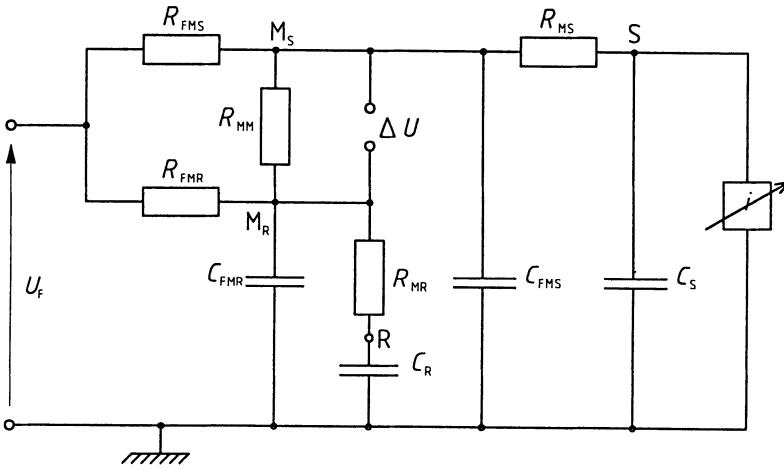 R_FMS
M_S
R_MS
S
R_MM
ΔU
R_FMR
M_R
i
U_F
C_FMR
R_MR
C_FMS
C_S
R
C_R